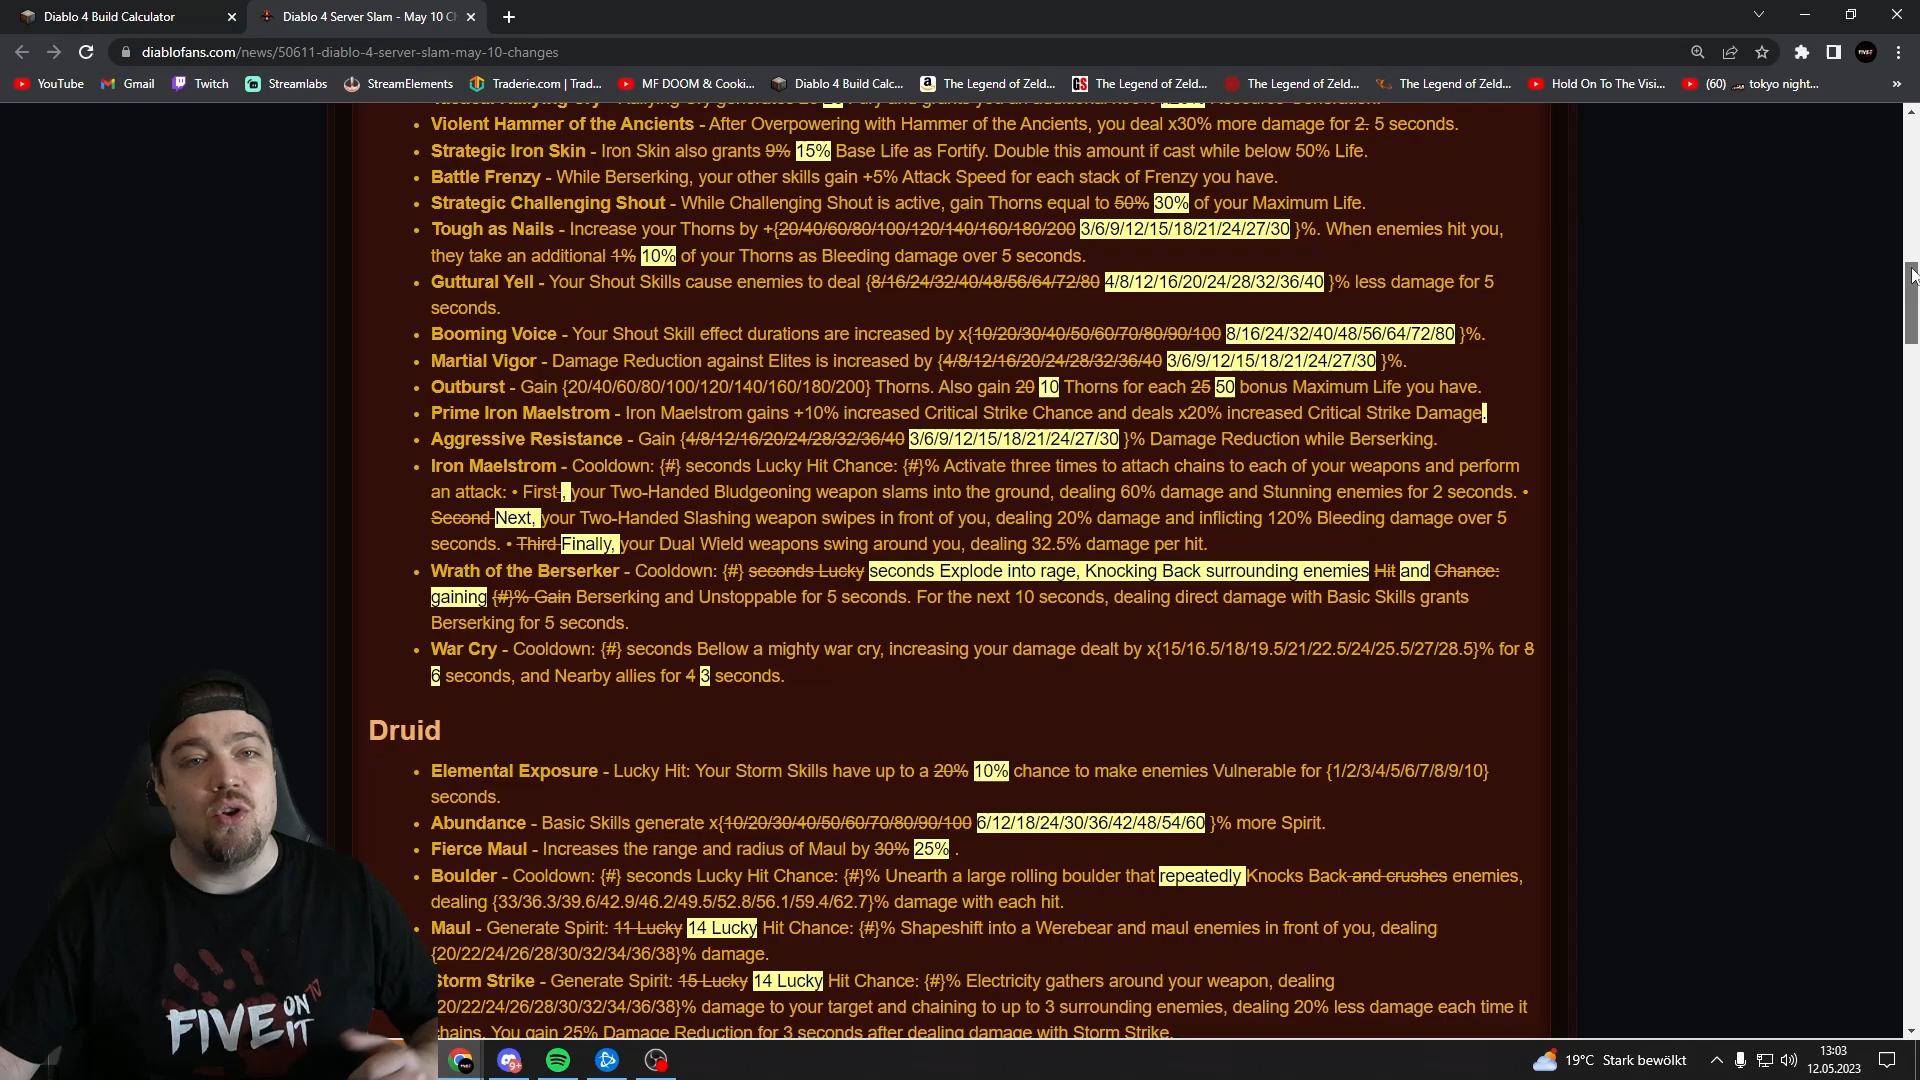 Diablo 4 Build Calculator
Diablo 4 Server Slam - May 10 Ch
diablofans.com/news/50611-diablo-4-server-slam-may-10-changes
YouTube Gmail Twitch Streamlabs StreamElements Traderie.com | Trad... MF DOOM & Cooki... Diablo 4 Build Calc... The Legend of Zeld... The Legend of Zeld... The Legend of Zeld... The Legend of Zeld... Hold On To The Visi... (60) tokyo night... »
• Violent Hammer of the Ancients - After Overpowering with Hammer of the Ancients, you deal x30% more damage for 2. 5 seconds.
• Strategic Iron Skin - Iron Skin also grants 9% 15% Base Life as Fortify. Double this amount if cast while below 50% Life.
• Battle Frenzy - While Berserking, your other skills gain +5% Attack Speed for each stack of Frenzy you have.
• Strategic Challenging Shout - While Challenging Shout is active, gain Thorns equal to 50% 30% of your Maximum Life.
• Tough as Nails - Increase your Thorns by +{20/40/60/80/100/120/140/160/180/200 3/6/9/12/15/18/21/24/27/30 }%. When enemies hit you,
they take an additional 1% 10% of your Thorns as Bleeding damage over 5 seconds.
• Guttural Yell - Your Shout Skills cause enemies to deal {8/16/24/32/40/48/56/64/72/80 4/8/12/16/20/24/28/32/36/40 }% less damage for 5
seconds.
• Booming Voice - Your Shout Skill effect durations are increased by x{10/20/30/40/50/60/70/80/90/100 8/16/24/32/40/48/56/64/72/80 }%.
• Martial Vigor - Damage Reduction against Elites is increased by {4/8/12/16/20/24/28/32/36/40 3/6/9/12/15/18/21/24/27/30 }%.
• Outburst - Gain {20/40/60/80/100/120/140/160/180/200} Thorns. Also gain 20 10 Thorns for each 25 50 bonus Maximum Life you have.
• Prime Iron Maelstrom - Iron Maelstrom gains +10% increased Critical Strike Chance and deals x20% increased Critical Strike Damage.
• Aggressive Resistance - Gain {4/8/12/16/20/24/28/32/36/40 3/6/9/12/15/18/21/24/27/30 }% Damage Reduction while Berserking.
• Iron Maelstrom - Cooldown: {#} seconds Lucky Hit Chance: {#}% Activate three times to attach chains to each of your weapons and perform
an attack: • First , your Two-Handed Bludgeoning weapon slams into the ground, dealing 60% damage and Stunning enemies for 2 seconds. •
Second Next, your Two-Handed Slashing weapon swipes in front of you, dealing 20% damage and inflicting 120% Bleeding damage over 5
seconds. • Third Finally, your Dual Wield weapons swing around you, dealing 32.5% damage per hit.
• Wrath of the Berserker - Cooldown: {#} seconds Lucky seconds Explode into rage, Knocking Back surrounding enemies Hit and Chance:
gaining {#}% Gain Berserking and Unstoppable for 5 seconds. For the next 10 seconds, dealing direct damage with Basic Skills grants
Berserking for 5 seconds.
• War Cry - Cooldown: {#} seconds Bellow a mighty war cry, increasing your damage dealt by x{15/16.5/18/19.5/21/22.5/24/25.5/27/28.5}% for 8
6 seconds, and Nearby allies for 4 3 seconds.
Druid
• Elemental Exposure - Lucky Hit: Your Storm Skills have up to a 20% 10% chance to make enemies Vulnerable for {1/2/3/4/5/6/7/8/9/10}
seconds.
• Abundance - Basic Skills generate x{10/20/30/40/50/60/70/80/90/100 6/12/18/24/30/36/42/48/54/60 }% more Spirit.
• Fierce Maul - Increases the range and radius of Maul by 30% 25% .
• Boulder - Cooldown: {#} seconds Lucky Hit Chance: {#}% Unearth a large rolling boulder that repeatedly Knocks Back and crushes enemies,
dealing {33/36.3/39.6/42.9/46.2/49.5/52.8/56.1/59.4/62.7}% damage with each hit.
• Maul - Generate Spirit: 11 Lucky 14 Lucky Hit Chance: {#}% Shapeshift into a Werebear and maul enemies in front of you, dealing
{20/22/24/26/28/30/32/34/36/38}% damage.
Storm Strike - Generate Spirit: 15 Lucky 14 Lucky Hit Chance: {#}% Electricity gathers around your weapon, dealing
20/22/24/26/28/30/32/34/36/38}% damage to your target and chaining to up to 3 surrounding enemies, dealing 20% less damage each time it
chains. You gain 25% Damage Reduction for 3 seconds after dealing damage with Storm Strike.
FIVE ON IT
19°C Stark bewölkt
13:03
12.05.2023